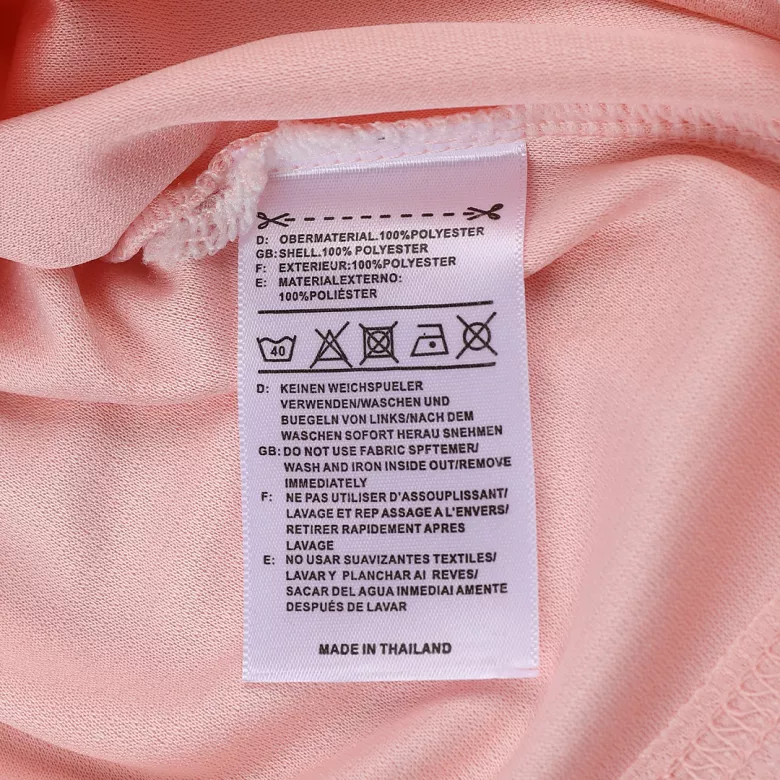 D: OBERMATERIAL.100%POLYESTER
GB:SHELL.100% POLYESTER
F: EXTERIEUR:100%POLYESTER
E: MATERIALEXTERNO:
100%POLIÉSTER
40
D: KEINEN WEICHSPUELER
VERWENDEN/WASCHEN UND
BUEGELN VON LINKS/NACH DEM
WASCHEN SOFORT HERAU SNEHMEN
GB: DO NOT USE FABRIC SPFTEMER/
WASH AND IRON INSIDE OUT/REMOVE
IMMEDIATELY
F: NE PAS UTILISER D'ASSOUPLISSANT/
LAVAGE ET REP ASSAGE A L'ENVERS/
RETIRER RAPIDEMENT APRES
LAVAGE
E: NO USAR SUAVIZANTES TEXTILES/
LAVAR Y PLANCHAR AI REVES/
SACAR DEL AGUA INMEDIAI AMENTE
DESPUÉS DE LAVAR
MADE IN THAILAND